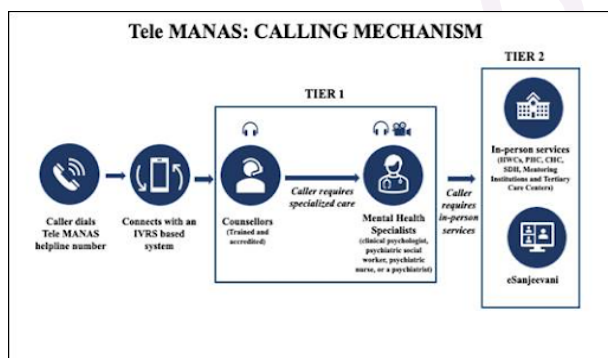 Tele MANAS: CALLING MECHANISM
TIER 1
TIER 2
Caller dials
Tele MANAS
helpline number
Connects with an
IVRS based
system
Counsellors
(Trained and
accredited)
Caller requires
specialized care
Mental Health
Specialists
(clinical psychologist,
psychiatric social
worker, psychiatric
nurse, or a psychiatrist)
Caller
requires
in-person
services
In-person services
(HWCs, PHC, CHC,
SDH, Mentoring
Institutions and Tertiary
Care Centers)
eSanjeevani